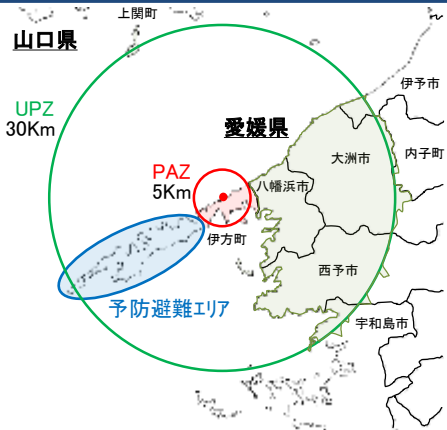 上関町
山口県
伊予市
UPZ
30Km
愛媛県
内子町
大洲市
PAZ
5Km
八幡浜市
伊方町
西予市
予防避難エリア
宇和島市